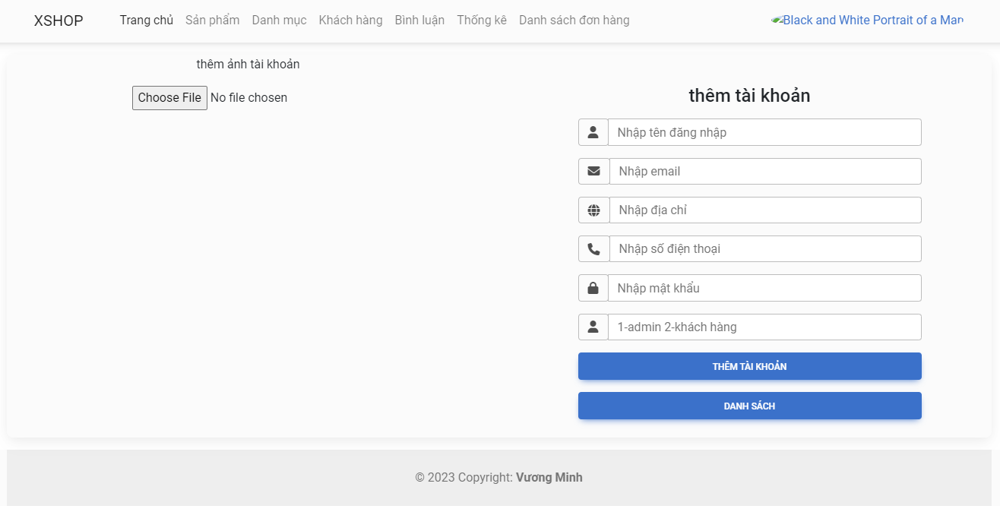 XSHOP Trang chủ Sản phẩm Danh mục Khách hàng Bình luận Thống kê Danh sách đơn hàng Black and White Portrait of a Man
thêm ảnh tài khoản
Choose File No file chosen
thêm tài khoản
Nhập tên đăng nhập
Nhập email
Nhập địa chỉ
Nhập số điện thoại
Nhập mật khẩu
1-admin 2-khách hàng
THÊM TÀI KHOẢN
DANH SÁCH
© 2023 Copyright: Vương Minh